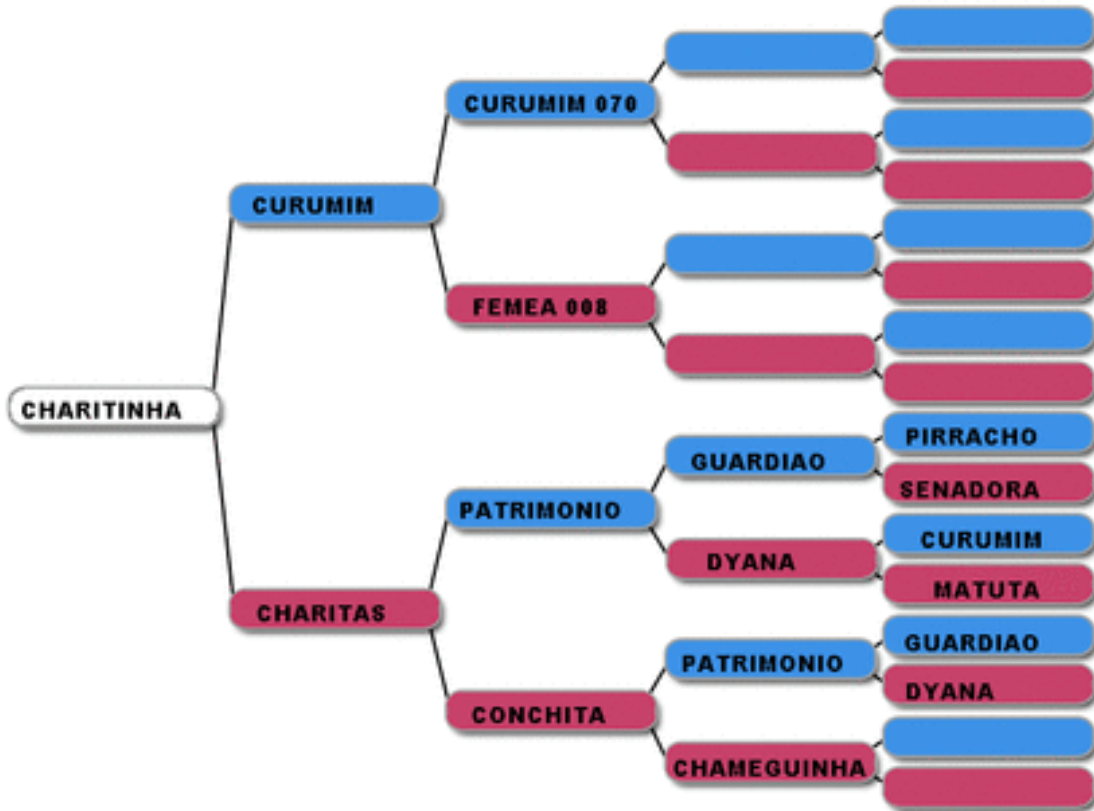 CURUMIM 070
CURUMIM
FEMEA 008
CHARITINHA
PIRRACHO
GUARDIAO
SENADORA
PATRIMONIO
CURUMIM
DYANA
MATUTA
CHARITAS
GUARDIAO
PATRIMONIO
DYANA
CONCHITA
CHAMEGUINHA